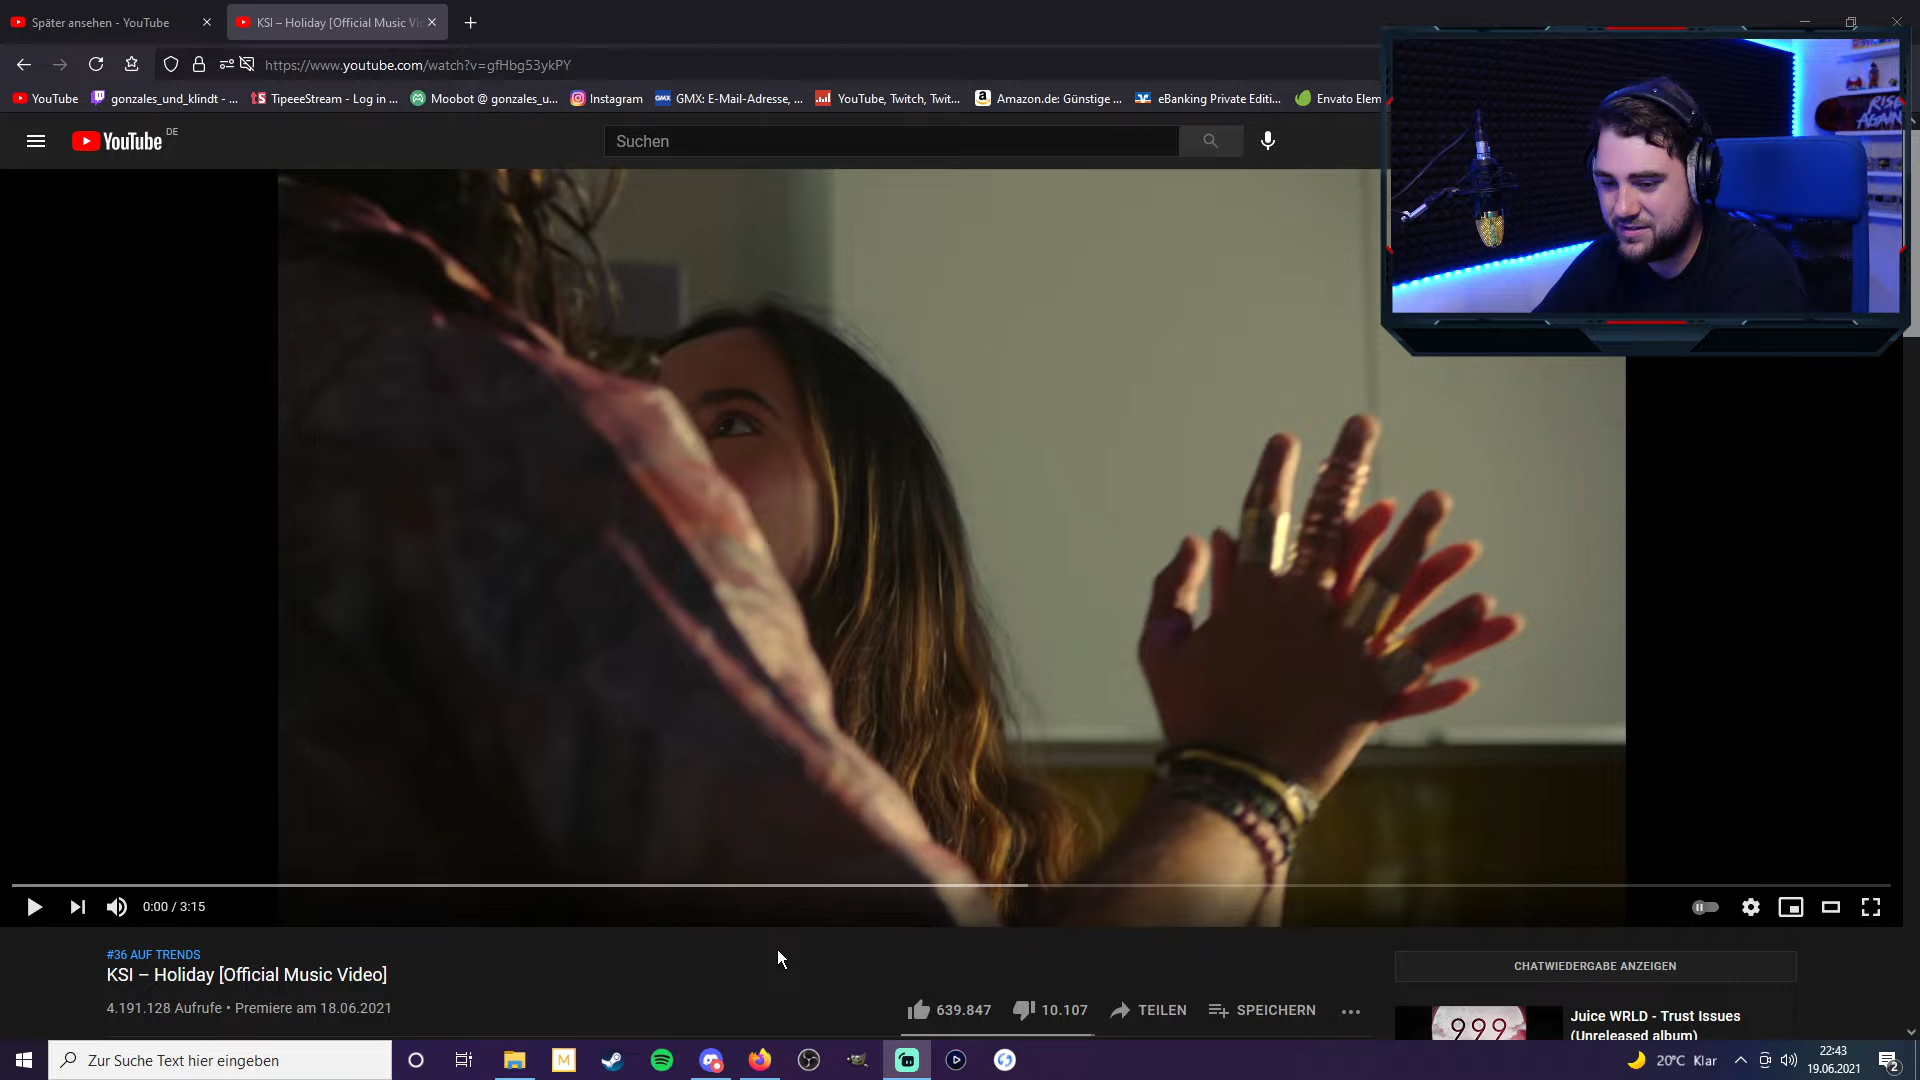 Später ansehen - YouTube
KSI – Holiday [Official Music Vi
https://www.youtube.com/watch?v=gfHbg53ykPY
YouTube
gonzales_und_klindt - ...
TipeeeStream - Log in ...
Moobot @ gonzales_u...
Instagram
GMX: E-Mail-Adresse, ...
YouTube, Twitch, Twit...
Amazon.de: Günstige ...
eBanking Private Editi...
Envato Elem
YouTube DE
Suchen
RISE
AGAIN
0:00 / 3:15
#36 AUF TRENDS
KSI – Holiday [Official Music Video]
4.191.128 Aufrufe • Premiere am 18.06.2021
639.847
10.107
TEILEN
SPEICHERN
CHATWIEDERGABE ANZEIGEN
999
Juice WRLD - Trust Issues
(Unreleased album)
Zur Suche Text hier eingeben
20°C Klar
22:43
19.06.2021
2